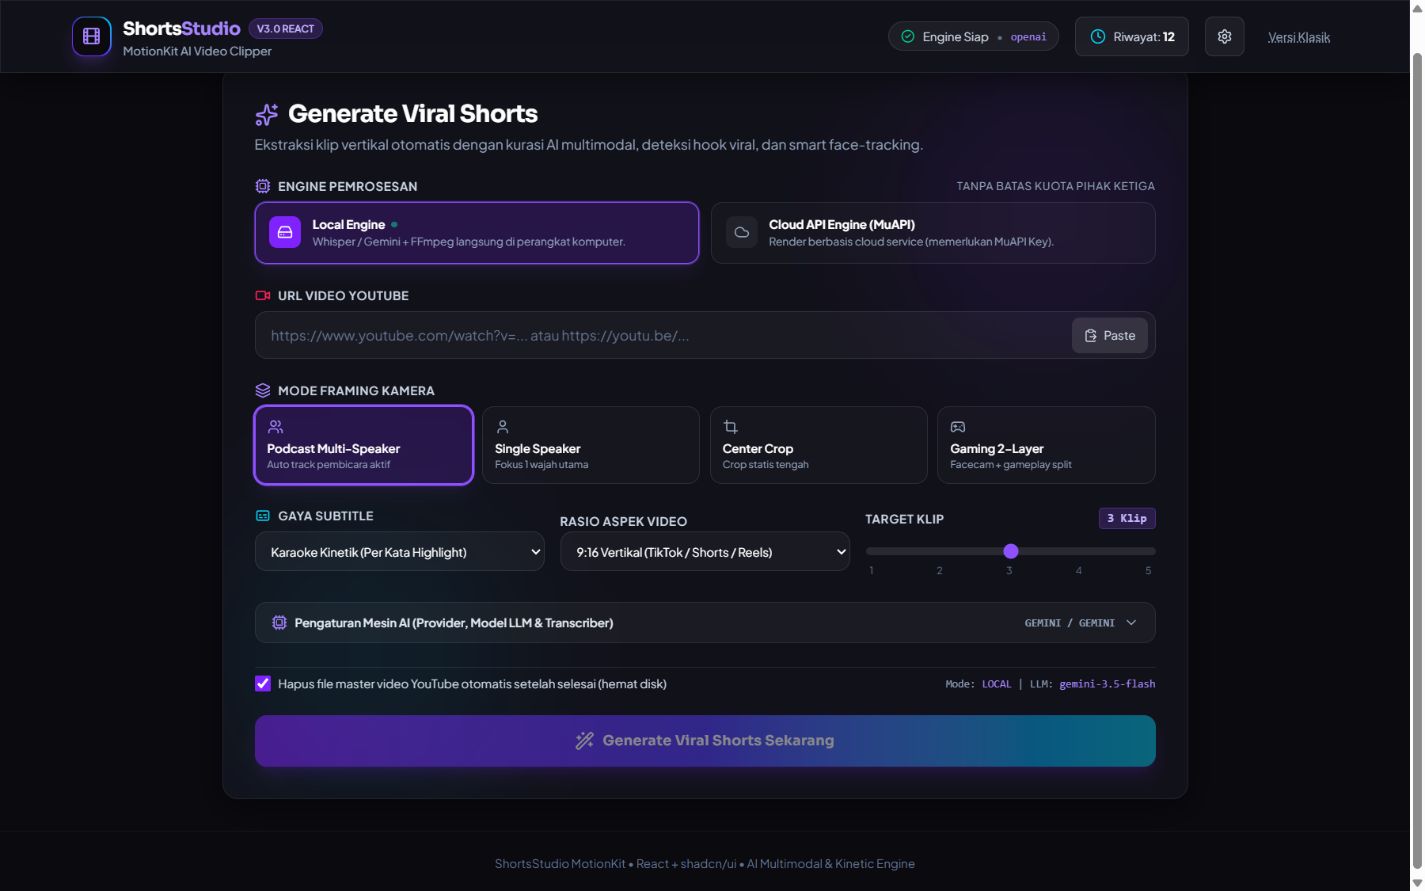 ShortsStudio V3.0 REACT
MotionKit AI Video Clipper
Engine Siap • openai
Riwayat: 12
Versi Klasik
Generate Viral Shorts
Ekstraksi klip vertikal otomatis dengan kurasi AI multimodal, deteksi hook viral, dan smart face-tracking.
ENGINE PEMROSESAN
TANPA BATAS KUOTA PIHAK KETIGA
Local Engine
Whisper / Gemini + FFmpeg langsung di perangkat komputer.
Cloud API Engine (MuAPI)
Render berbasis cloud service (memerlukan MuAPI Key).
URL VIDEO YOUTUBE
https://www.youtube.com/watch?v=... atau https://youtu.be/...
Paste
MODE FRAMING KAMERA
Podcast Multi-Speaker
Auto track pembicara aktif
Single Speaker
Fokus 1 wajah utama
Center Crop
Crop statis tengah
Gaming 2-Layer
Facecam + gameplay split
GAYA SUBTITLE
Karaoke Kinetik (Per Kata Highlight)
RASIO ASPEK VIDEO
9:16 Vertikal (TikTok / Shorts / Reels)
TARGET KLIP
3 Klip
1 2 3 4 5
Pengaturan Mesin AI (Provider, Model LLM & Transcriber)
GEMINI / GEMINI
Hapus file master video YouTube otomatis setelah selesai (hemat disk)
Mode: LOCAL | LLM: gemini-3.5-flash
Generate Viral Shorts Sekarang
ShortsStudio MotionKit • React + shadcn/ui • AI Multimodal & Kinetic Engine